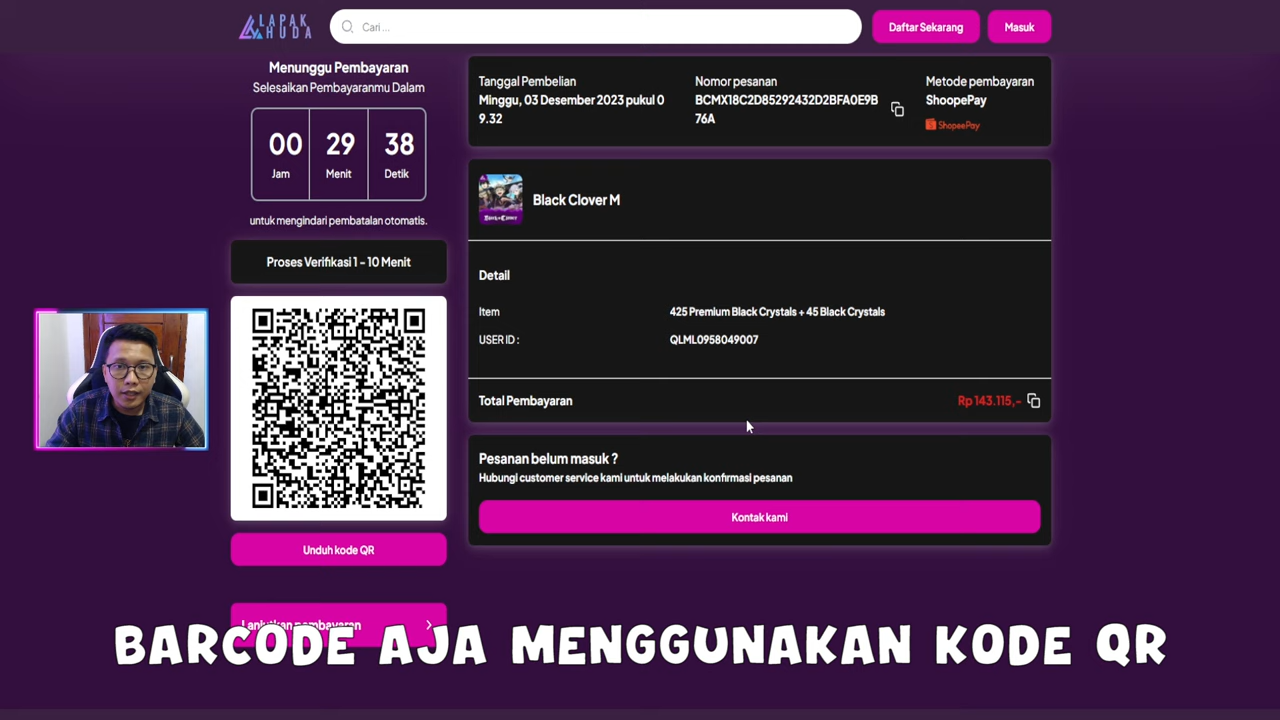 LAPAK
HUDA
Cari ...
Daftar Sekarang
Masuk
Menunggu Pembayaran
Selesaikan Pembayaranmu Dalam
00 29 38
Jam Menit Detik
untuk mengindari pembatalan otomatis.
Proses Verifikasi 1 - 10 Menit
Unduh kode QR
Lanjutkan pembayaran
Tanggal Pembelian
Minggu, 03 Desember 2023 pukul 0
9.32
Nomor pesanan
BCMX18C2D85292432D2BFA0E9B
76A
Metode pembayaran
ShoopePay
ShopeePay
Black Clover M
Detail
Item 425 Premium Black Crystals + 45 Black Crystals
USER ID : QLML0958049007
Total Pembayaran Rp 143.115,-
Pesanan belum masuk ?
Hubungi customer service kami untuk melakukan konfirmasi pesanan
Kontak kami
BARCODE AJA MENGGUNAKAN KODE QR